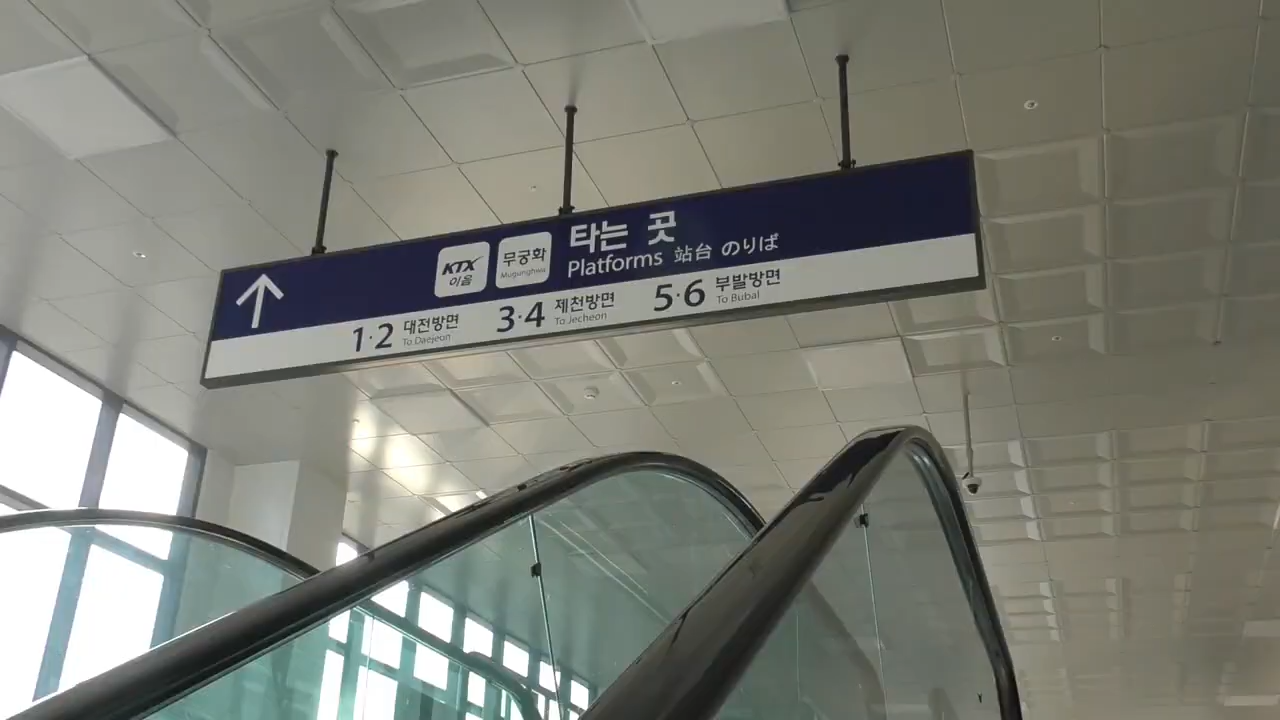 ↑
KTX
이음
무궁화
Mugunghwa
타는 곳
Platforms 站台 のりば
1·2 대전방면
To Daejeon
3·4 제천방면
To Jecheon
5·6 부발방면
To Bubal